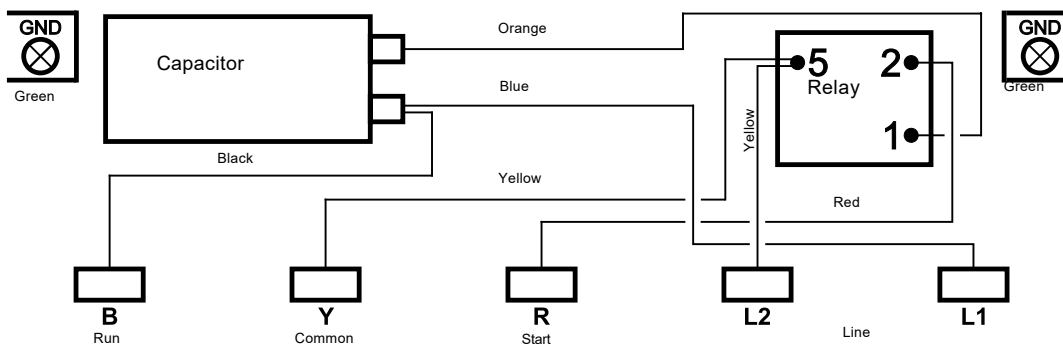 GND
Green
Capacitor
Orange
Blue
Black
Yellow
Yellow
5
2
Relay
1
Red
GND
Green
B
Y
R
L2
L1
Run
Common
Start
Line